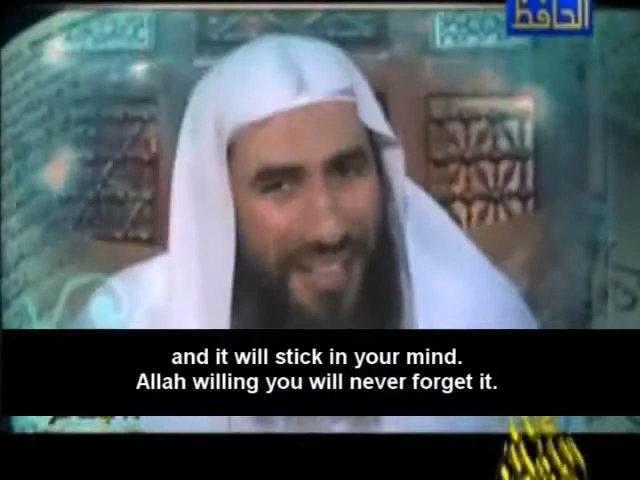 الحافظ
and it will stick in your mind.
Allah willing you will never forget it.